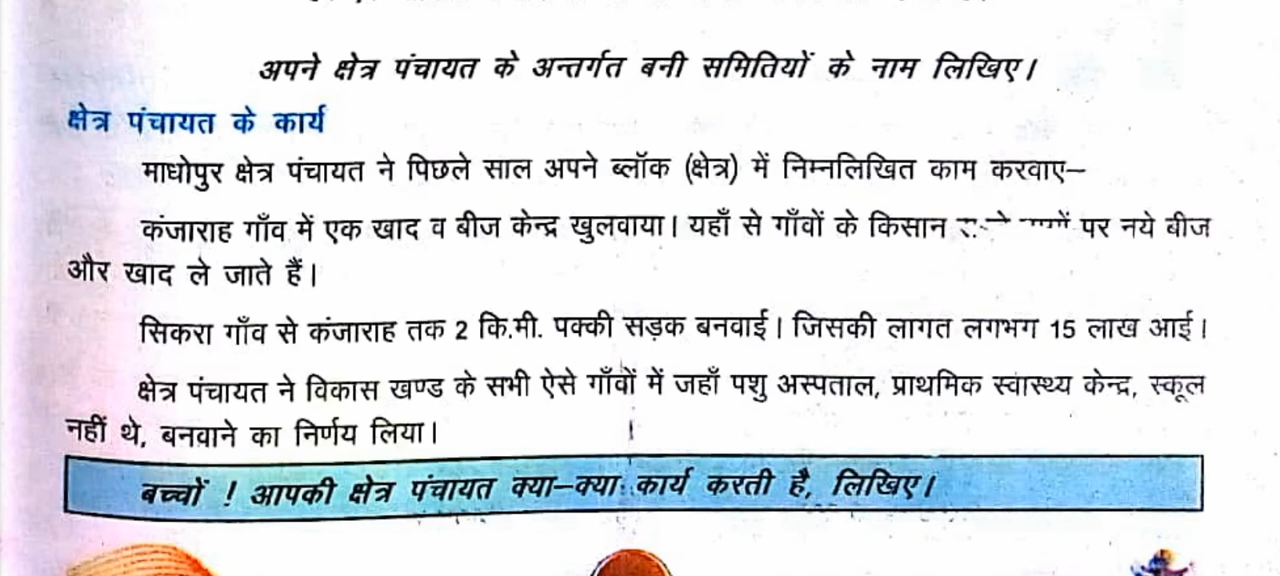 अपने क्षेत्र पंचायत के अन्तर्गत बनी समितियों के नाम लिखिए।
क्षेत्र पंचायत के कार्य
माधोपुर क्षेत्र पंचायत ने पिछले साल अपने ब्लॉक (क्षेत्र) में निम्नलिखित काम करवाए–
कंजाराह गाँव में एक खाद व बीज केन्द्र खुलवाया। यहाँ से गाँवों के किसान पर नये बीज
और खाद ले जाते हैं।
सिकरा गाँव से कंजाराह तक 2 कि.मी. पक्की सड़क बनवाई। जिसकी लागत लगभग 15 लाख आई।
क्षेत्र पंचायत ने विकास खण्ड के सभी ऐसे गाँवों में जहाँ पशु अस्पताल, प्राथमिक स्वास्थ्य केन्द्र, स्कूल
नहीं थे, बनवाने का निर्णय लिया।
बच्चों ! आपकी क्षेत्र पंचायत क्या–क्या कार्य करती है, लिखिए।